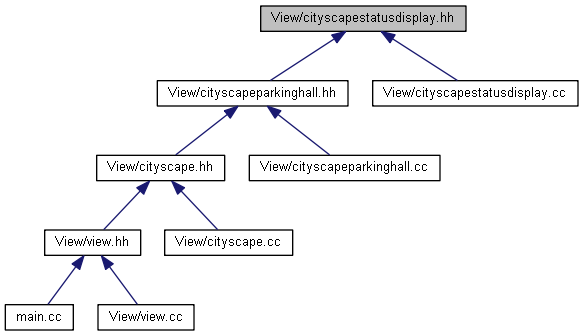 View/cityscapestatusdisplay.hh
View/cityscapeparkinghall.hh
View/cityscapestatusdisplay.cc
View/cityscape.hh
View/cityscapeparkinghall.cc
View/view.hh
View/cityscape.cc
main.cc
View/view.cc